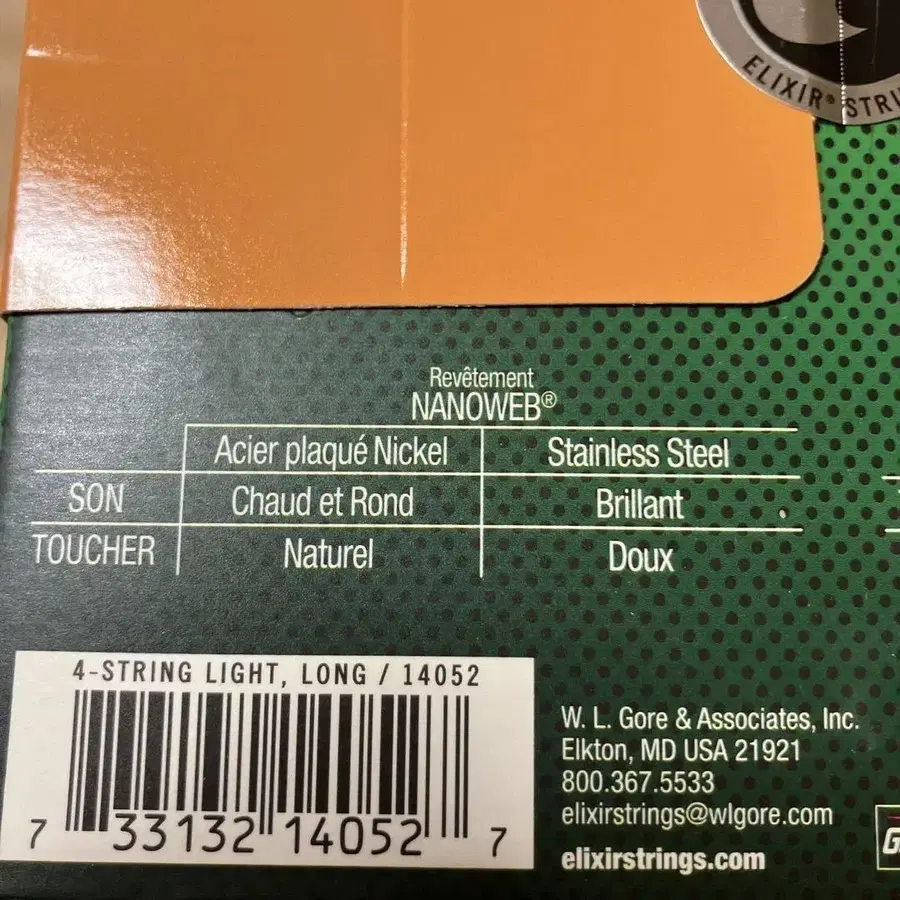 ELIXIR® STRI
Revêtement
NANOWEB®
Acier plaqué Nickel Stainless Steel
SON Chaud et Rond Brillant
TOUCHER Naturel Doux
4-STRING LIGHT, LONG / 14052
7 33132 14052 7
W. L. Gore & Associates, Inc.
Elkton, MD USA 21921
800.367.5533
elixirstrings@wlgore.com
elixirstrings.com
G